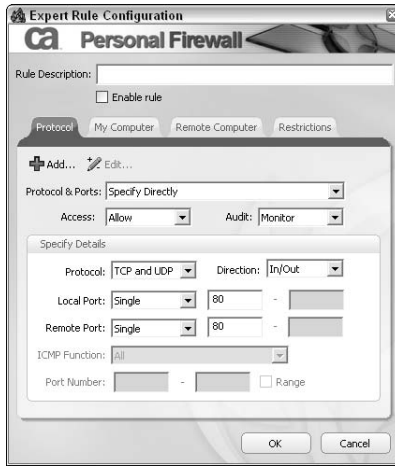 Expert Rule Configuration
ca Personal Firewall
Rule Description:
Enable rule
Protocol My Computer Remote Computer Restrictions
Add... Edit...
Protocol & Ports: Specify Directly
Access: Allow Audit: Monitor
Specify Details
Protocol: TCP and UDP Direction: In/Out
Local Port: Single 80 -
Remote Port: Single 80 -
ICMP Function: All
Port Number: - Range
OK Cancel